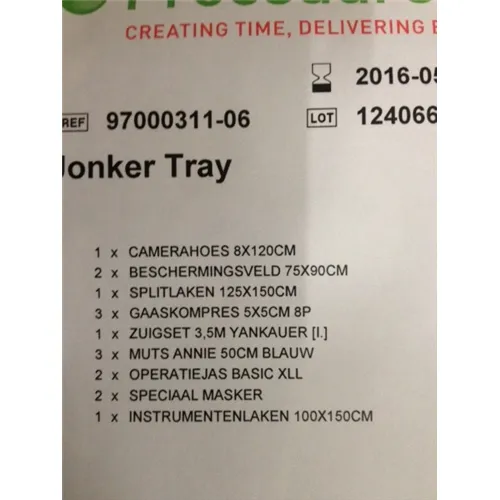 CREATING TIME, DELIVERING
2016-05
REF 97000311-06
LOT 124066
Jonker Tray
1 x CAMERAHOES 8X120CM
2 x BESCHERMINGSVELD 75X90CM
1 x SPLITLAKEN 125X150CM
3 x GAASKOMPRES 5X5CM 8P
1 x ZUIGSET 3,5M YANKAUER [I.]
3 x MUTS ANNIE 50CM BLAUW
2 x OPERATIEJAS BASIC XLL
2 x SPECIAAL MASKER
1 x INSTRUMENTENLAKEN 100X150CM